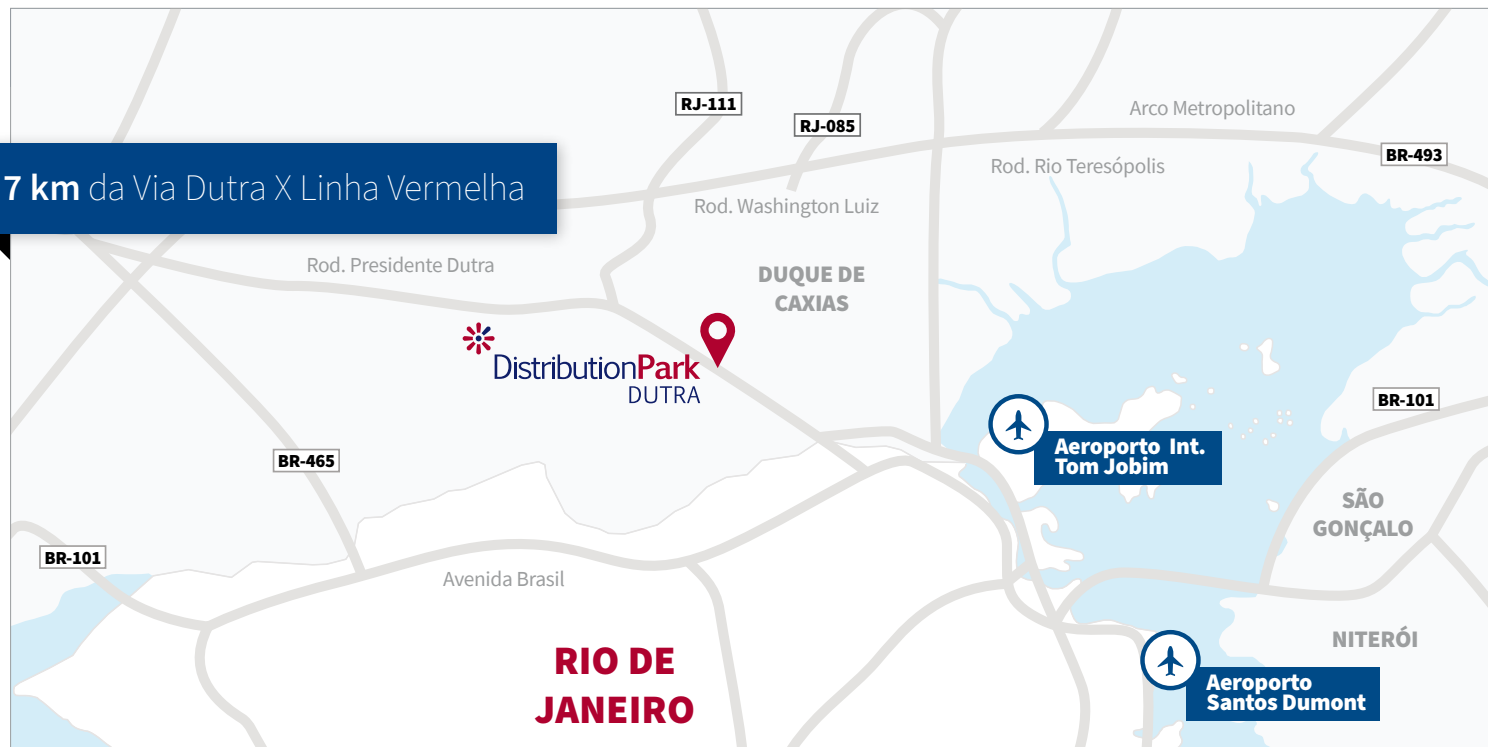 RJ-111
Arco Metropolitano
RJ-085
BR-493
Rod. Rio Teresópolis
7 km da Via Dutra X Linha Vermelha
Rod. Washington Luiz
Rod. Presidente Dutra
DUQUE DE
CAXIAS
DistributionPark
DUTRA
BR-101
Aeroporto Int.
Tom Jobim
BR-465
SÃO
GONÇALO
BR-101
Avenida Brasil
NITERÓI
RIO DE
JANEIRO
Aeroporto
Santos Dumont